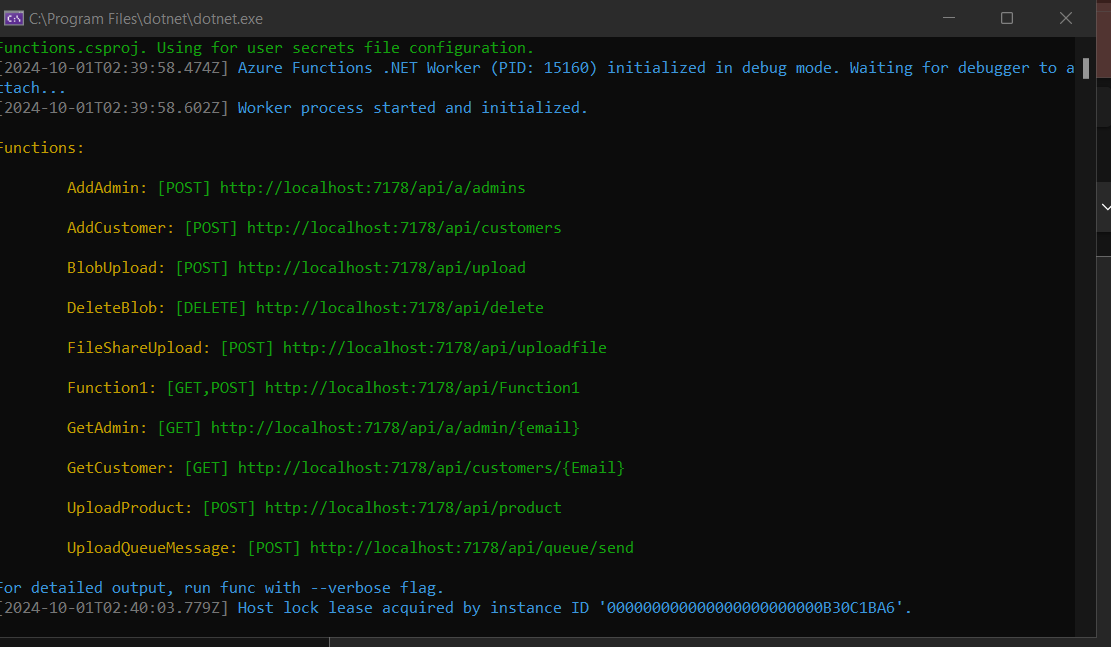 C:\Program Files\dotnet\dotnet.exe
Functions.csproj. Using for user secrets file configuration.
[2024-10-01T02:39:58.474Z] Azure Functions .NET Worker (PID: 15160) initialized in debug mode. Waiting for debugger to a
ttach...
[2024-10-01T02:39:58.602Z] Worker process started and initialized.
Functions:
AddAdmin: [POST] http://localhost:7178/api/a/admins
AddCustomer: [POST] http://localhost:7178/api/customers
BlobUpload: [POST] http://localhost:7178/api/upload
DeleteBlob: [DELETE] http://localhost:7178/api/delete
FileShareUpload: [POST] http://localhost:7178/api/uploadfile
Function1: [GET,POST] http://localhost:7178/api/Function1
GetAdmin: [GET] http://localhost:7178/api/a/admin/{email}
GetCustomer: [GET] http://localhost:7178/api/customers/{Email}
UploadProduct: [POST] http://localhost:7178/api/product
UploadQueueMessage: [POST] http://localhost:7178/api/queue/send
For detailed output, run func with --verbose flag.
[2024-10-01T02:40:03.779Z] Host lock lease acquired by instance ID '000000000000000000000000B30C1BA6'.